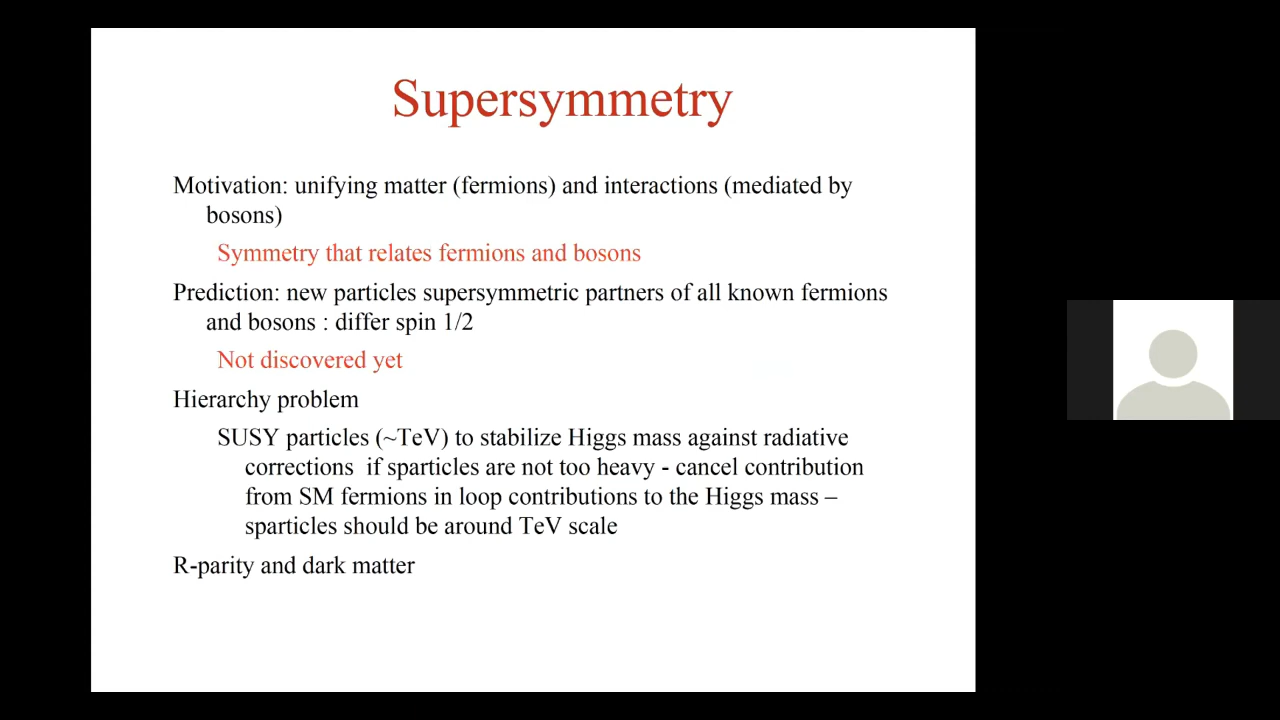 Supersymmetry
Motivation: unifying matter (fermions) and interactions (mediated by
bosons)
Symmetry that relates fermions and bosons
Prediction: new particles supersymmetric partners of all known fermions
and bosons : differ spin 1/2
Not discovered yet
Hierarchy problem
SUSY particles (~TeV) to stabilize Higgs mass against radiative
corrections  if sparticles are not too heavy - cancel contribution
from SM fermions in loop contributions to the Higgs mass –
sparticles should be around TeV scale
R-parity and dark matter